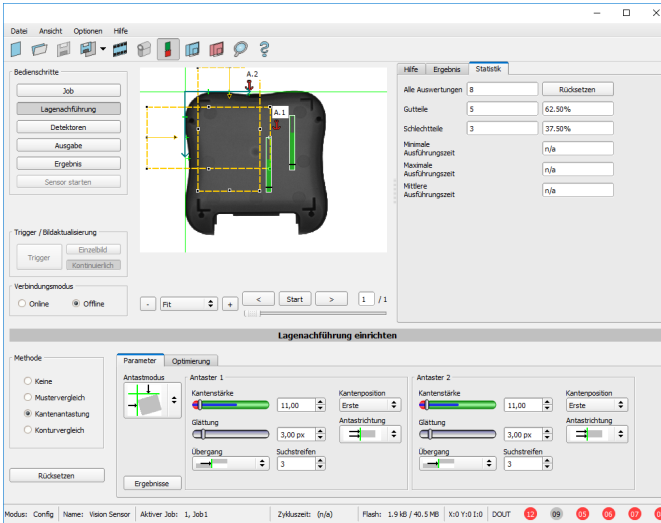 Datei Ansicht Optionen Hilfe
Bedienschritte
Job
Lagenachführung
Detektoren
Ausgabe
Ergebnis
Sensor starten
Trigger / Bildaktualisierung
Trigger
Einzelbild
Kontinuierlich
Verbindungsmodus
Online Offline
A.2
A.1
- Fit + < Start > 1 / 1
Hilfe Ergebnis Statistik
Alle Auswertungen 8 Rücksetzen
Gutteile 5 62.50%
Schlechtteile 3 37.50%
Minimale
Ausführungszeit n/a
Maximale
Ausführungszeit n/a
Mittlere
Ausführungszeit n/a
Lagenachführung einrichten
Methode
Keine
Mustervergleich
Kantenantastung
Konturvergleich
Rücksetzen
Parameter Optimierung
Antastmodus
Ergebnisse
Antaster 1
Kantenstärke
11,00
Kantenposition
Erste
Glättung
3,00 px
Antastrichtung
Übergang
Suchstreifen
3
Antaster 2
Kantenstärke
11,00
Kantenposition
Erste
Glättung
3,00 px
Antastrichtung
Übergang
Suchstreifen
3
Modus: Config Name: Vision Sensor Aktiver Job: 1, Job1 Zykluszeit: (n/a) Flash: 1.9 kB / 40.5 MB X:0 Y:0 I:0 DOUT 12 09 05 06 07